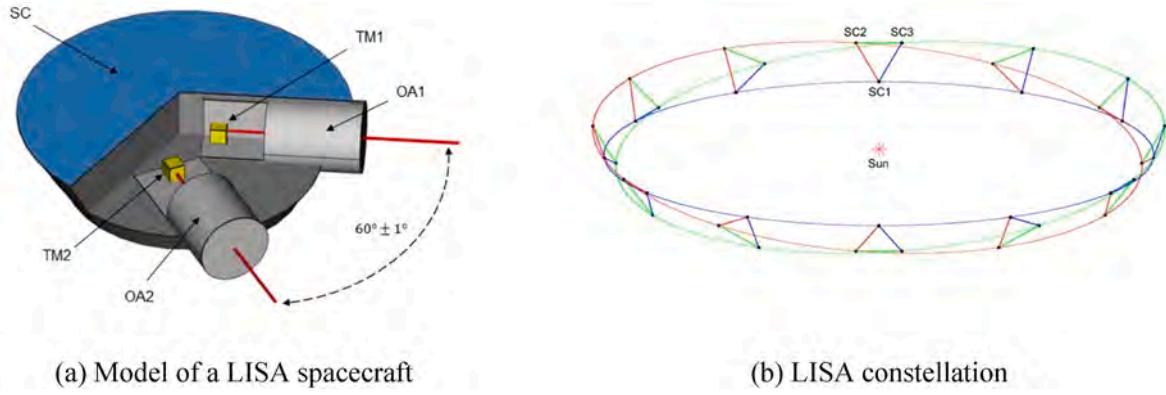 SC
TM1
OA1
60° ± 1°
TM2
OA2
(a) Model of a LISA spacecraft
SC2 SC3
SC1
Sun
(b) LISA constellation